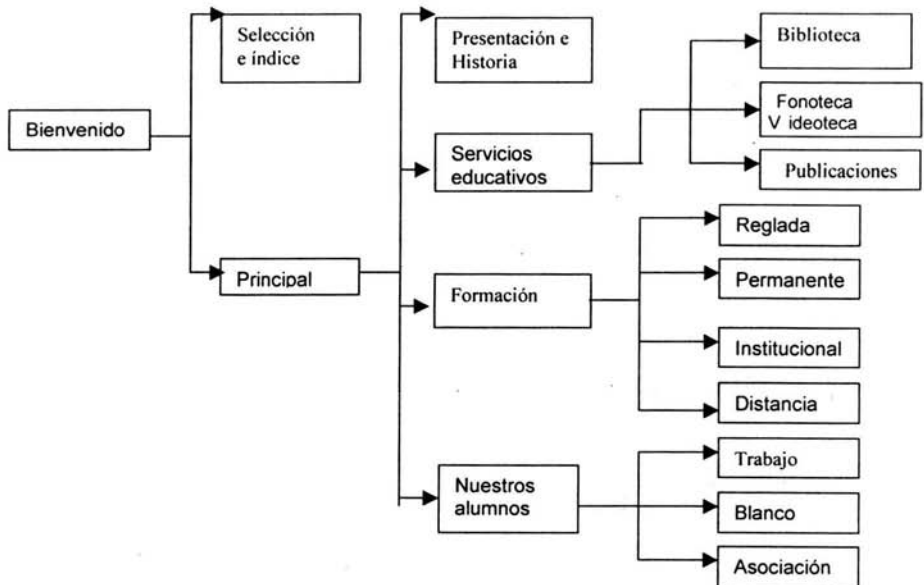 Bienvenido
Selección
e índice
Principal
Presentación e
Historia
Servicios
educativos
Formación
Nuestros
alumnos
Biblioteca
Fonoteca
V ideoteca
Publicaciones
Reglada
Permanente
Institucional
Distancia
Trabajo
Blanco
Asociación